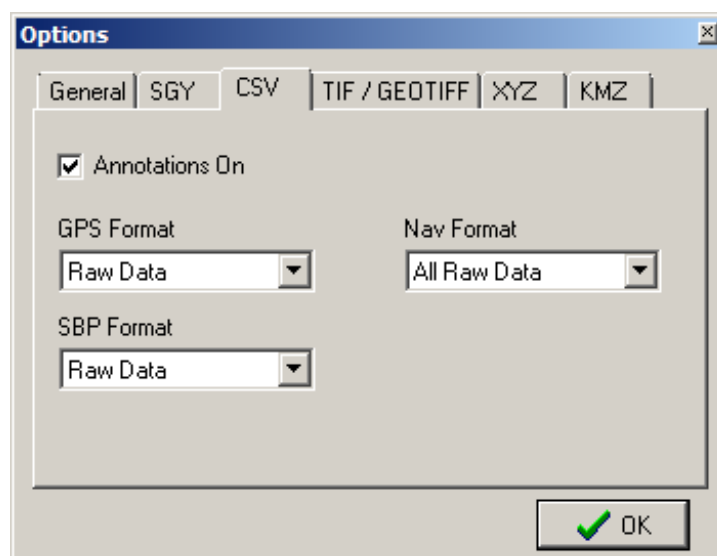 Options
General SGY CSV TIF / GEOTIFF XYZ KMZ
Annotations On
GPS Format Nav Format
Raw Data All Raw Data
SBP Format
Raw Data
OK